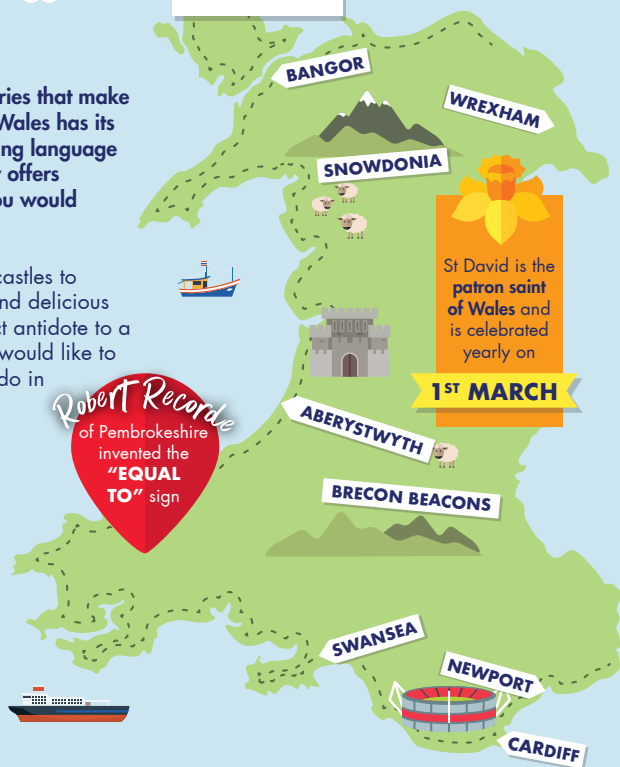 BANGOR
WREXHAM
ries that make
Wales has its
ng language
offers
ou would
SNOWDONIA
castles to
nd delicious
ct antidote to a
would like to
do in
St David is the
patron saint
of Wales and
is celebrated
yearly on
1ST MARCH
Robert Recorde
of Pembrokeshire
invented the
“EQUAL
TO” sign
ABERYSTWYTH
BRECON BEACONS
SWANSEA
NEWPORT
CARDIFF